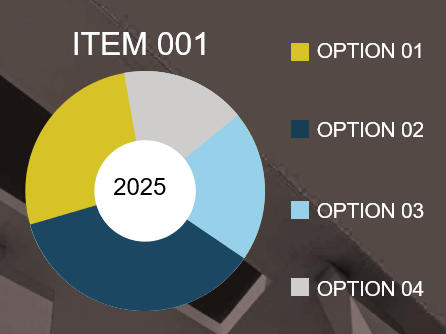 ITEM 001
2025
OPTION 01
OPTION 02
OPTION 03
OPTION 04